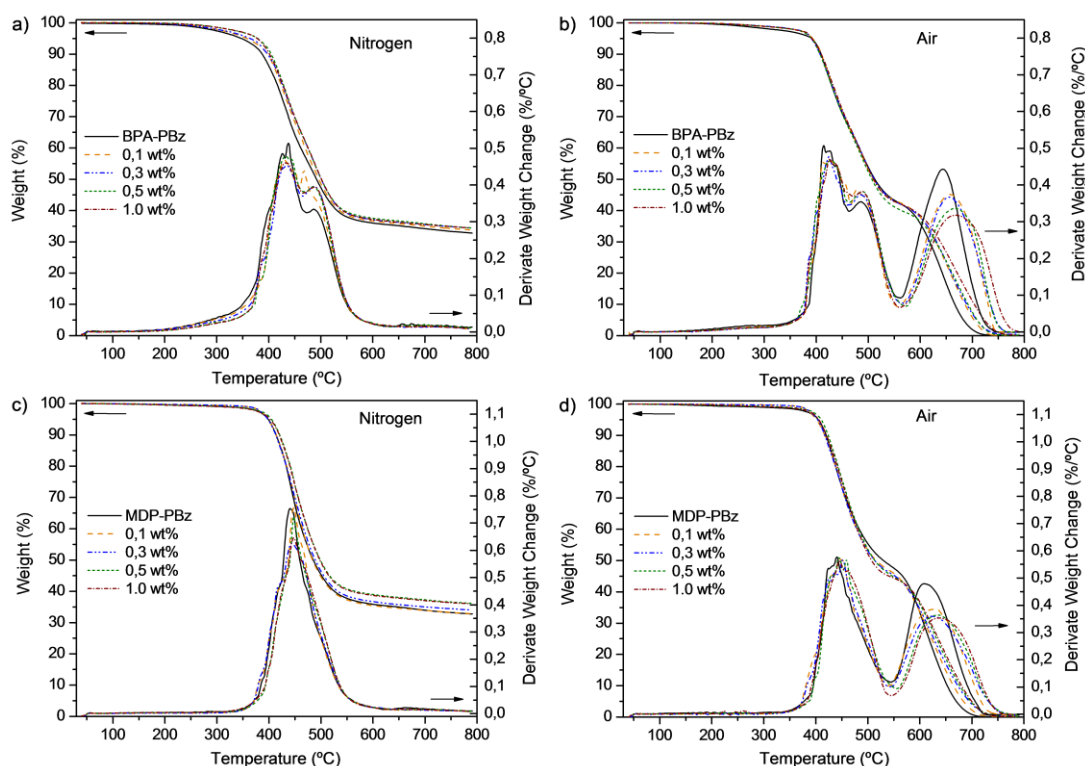 a)
Nitrogen
BPA-PBz
0,1 wt%
0,3 wt%
0,5 wt%
1.0 wt%
Weight (%)
100
90
80
70
60
50
40
30
20
10
0
100 200 300 400 500 600 700 800
Temperature (ºC)
0,8
0,7
0,6
0,5
0,4
0,3
0,2
0,1
0,0
Derivate Weight Change (%/ºC)
b)
Air
BPA-PBz
0,1 wt%
0,3 wt%
0,5 wt%
1.0 wt%
Weight (%)
100
90
80
70
60
50
40
30
20
10
0
100 200 300 400 500 600 700 800
Temperature (ºC)
0,8
0,7
0,6
0,5
0,4
0,3
0,2
0,1
0,0
Derivate Weight Change (%/ºC)
c)
Nitrogen
MDP-PBz
0,1 wt%
0,3 wt%
0,5 wt%
1.0 wt%
Weight (%)
100
90
80
70
60
50
40
30
20
10
0
100 200 300 400 500 600 700 800
Temperature (ºC)
1,1
1,0
0,9
0,8
0,7
0,6
0,5
0,4
0,3
0,2
0,1
0,0
Derivate Weight Change (%/ºC)
d)
Air
MDP-PBz
0,1 wt%
0,3 wt%
0,5 wt%
1.0 wt%
Weight (%)
100
90
80
70
60
50
40
30
20
10
0
100 200 300 400 500 600 700 800
Temperature (ºC)
1,1
1,0
0,9
0,8
0,7
0,6
0,5
0,4
0,3
0,2
0,1
0,0
Derivate Weight Change (%/ºC)